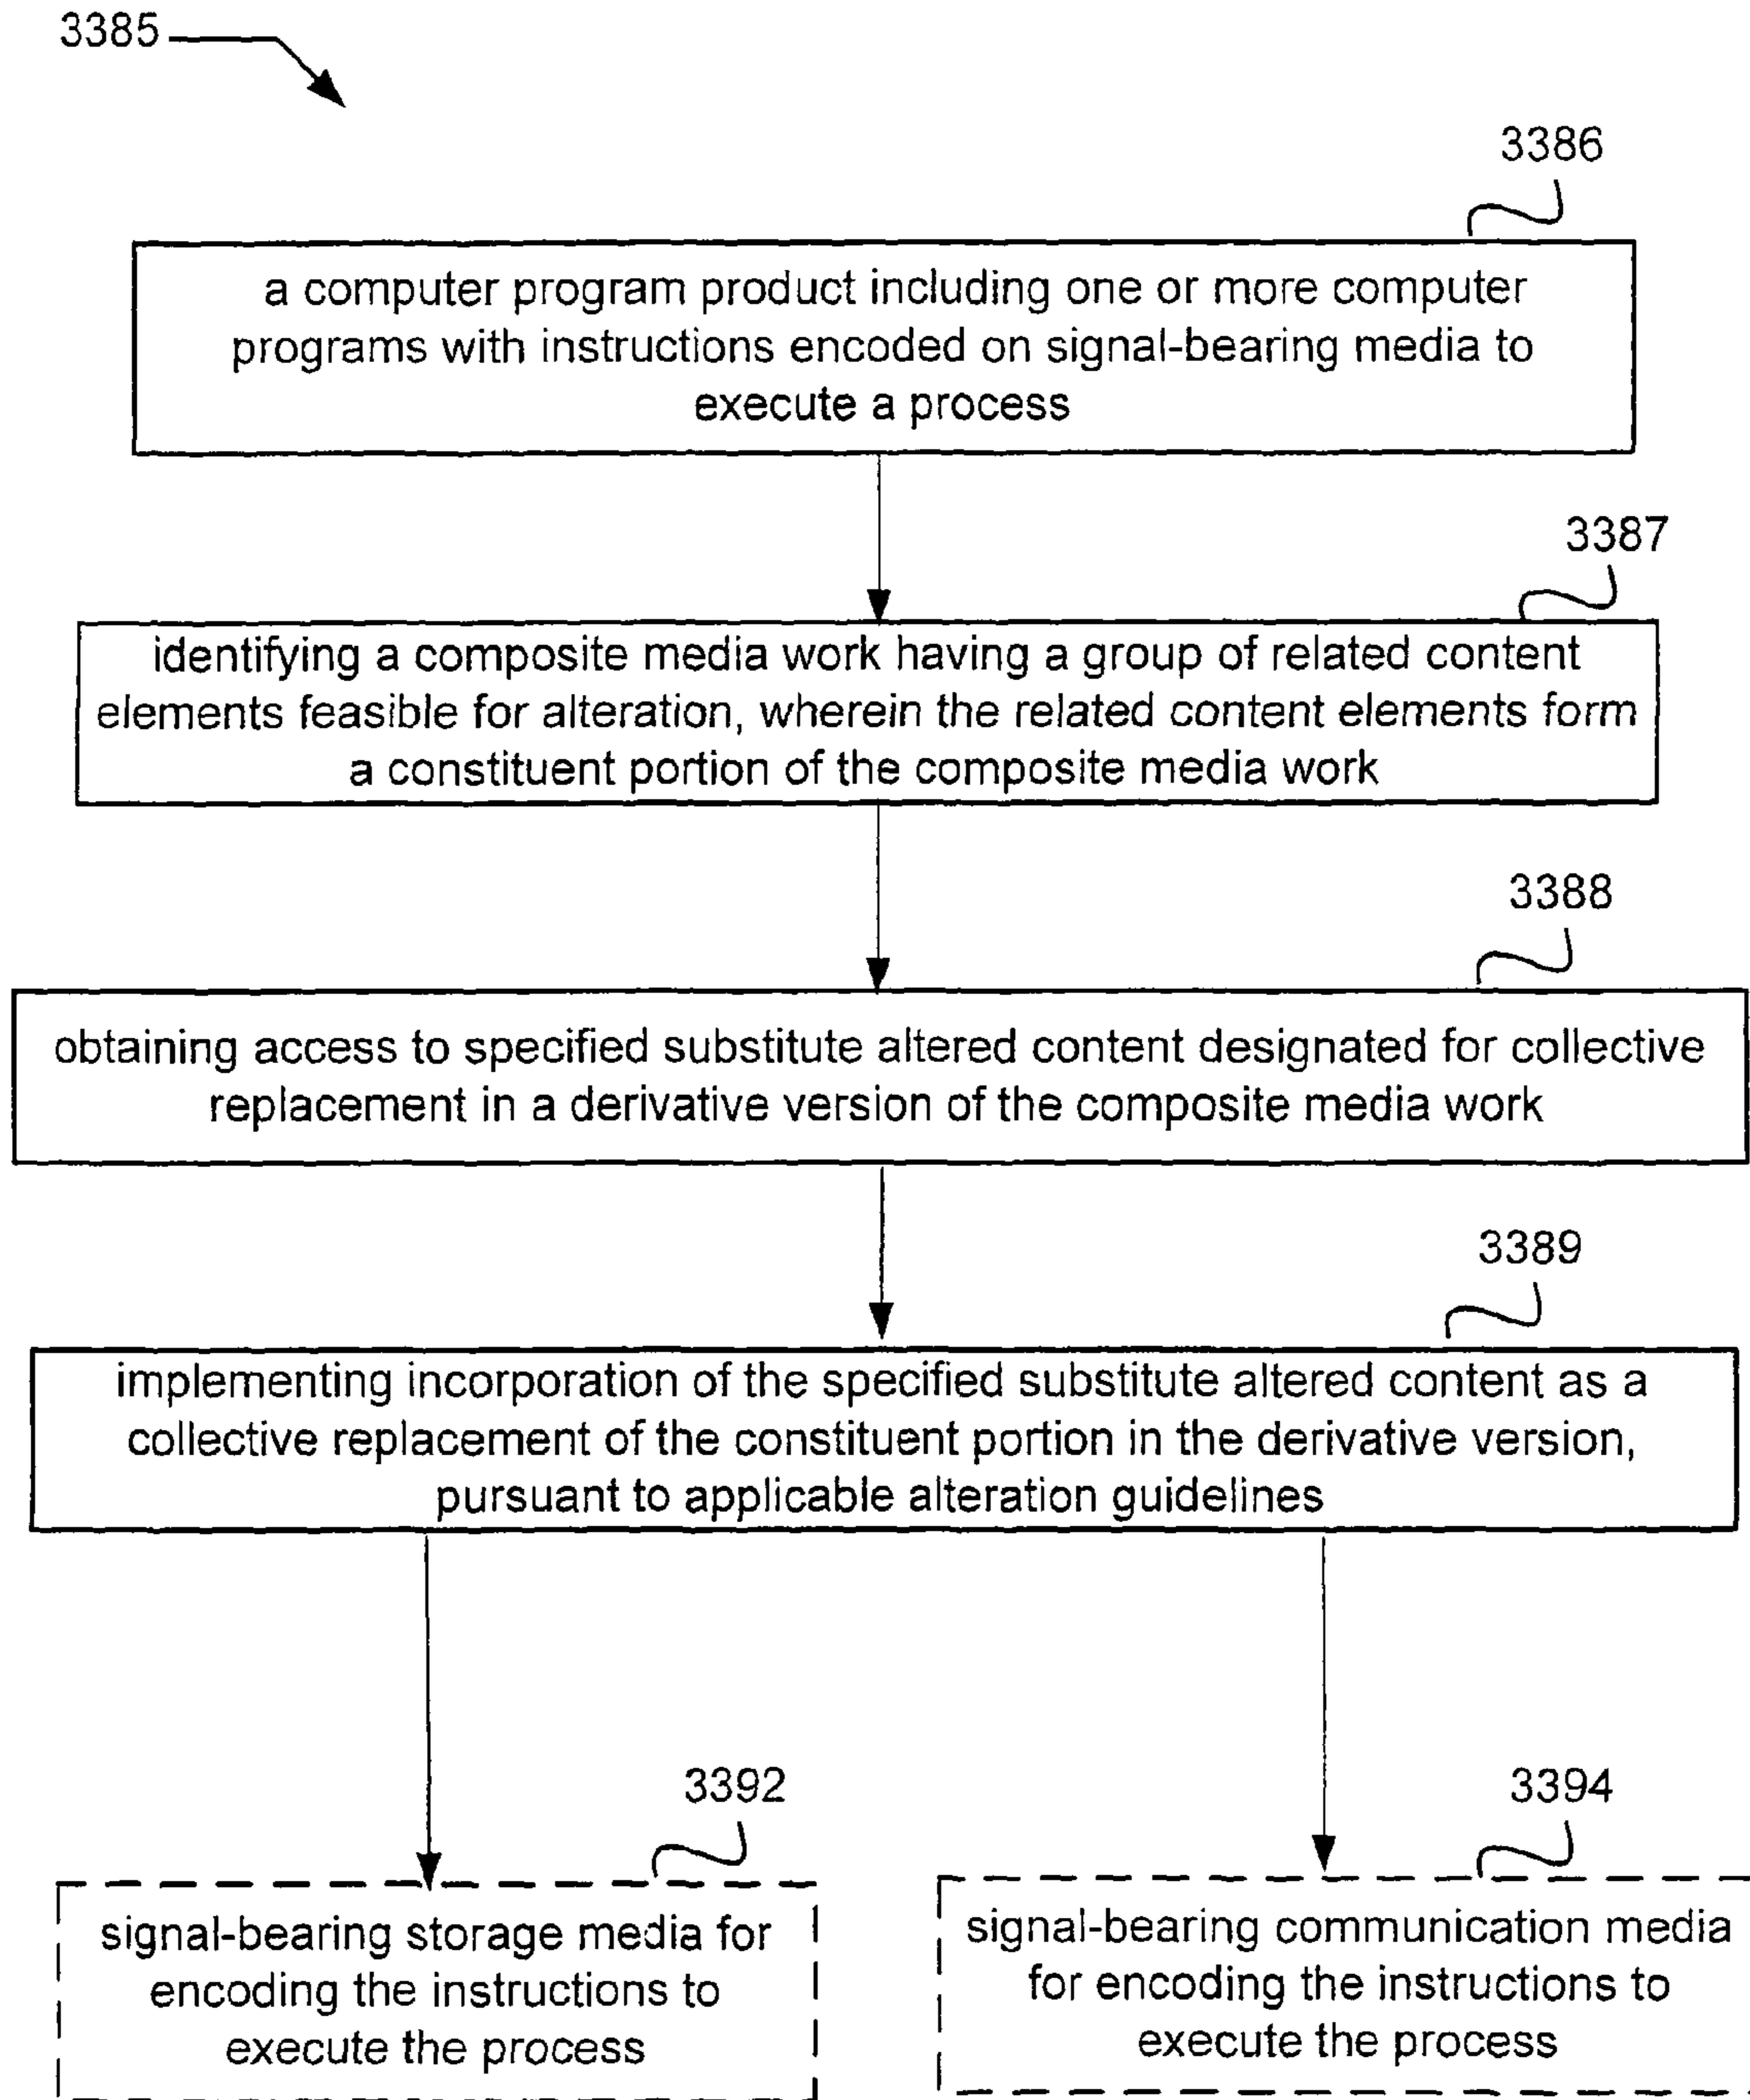 3385
3386
a computer program product including one or more computer
programs with instructions encoded on signal-bearing media to
execute a process
3387
identifying a composite media work having a group of related content
elements feasible for alteration, wherein the related content elements form
a constituent portion of the composite media work
3388
obtaining access to specified substitute altered content designated for collective
replacement in a derivative version of the composite media work
3389
implementing incorporation of the specified substitute altered content as a
collective replacement of the constituent portion in the derivative version,
pursuant to applicable alteration guidelines
3392
signal-bearing storage media for
encoding the instructions to
execute the process
3394
signal-bearing communication media
for encoding the instructions to
execute the process